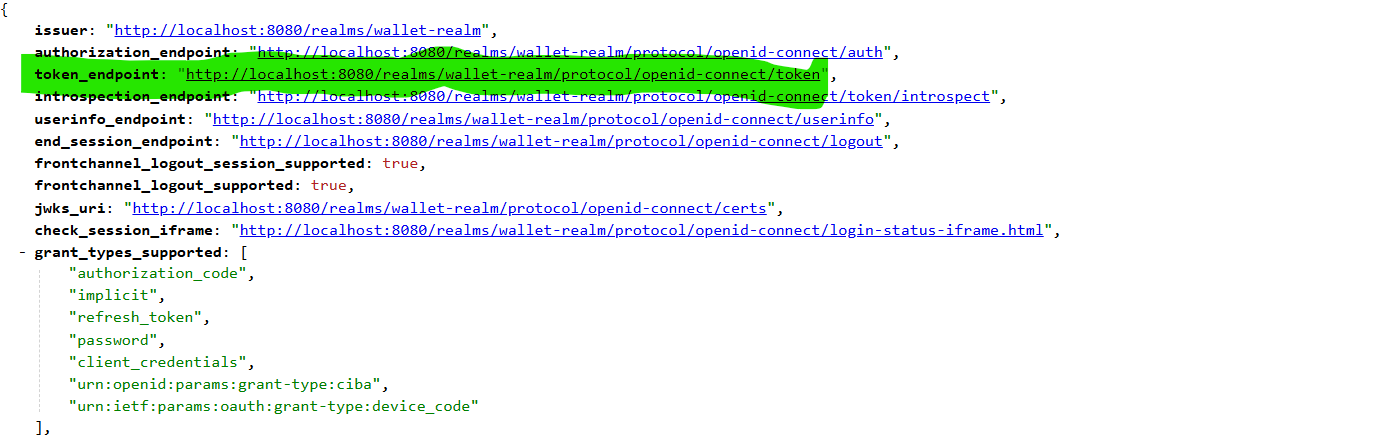 {
issuer: "http://localhost:8080/realms/wallet-realm",
authorization_endpoint: "http://localhost:8080/realms/wallet-realm/protocol/openid-connect/auth",
token_endpoint: "http://localhost:8080/realms/wallet-realm/protocol/openid-connect/token",
introspection_endpoint: "http://localhost:8080/realms/wallet-realm/protocol/openid-connect/token/introspect",
userinfo_endpoint: "http://localhost:8080/realms/wallet-realm/protocol/openid-connect/userinfo",
end_session_endpoint: "http://localhost:8080/realms/wallet-realm/protocol/openid-connect/logout",
frontchannel_logout_session_supported: true,
frontchannel_logout_supported: true,
jwks_uri: "http://localhost:8080/realms/wallet-realm/protocol/openid-connect/certs",
check_session_iframe: "http://localhost:8080/realms/wallet-realm/protocol/openid-connect/login-status-iframe.html",
- grant_types_supported: [
"authorization_code",
"implicit",
"refresh_token",
"password",
"client_credentials",
"urn:openid:params:grant-type:ciba",
"urn:ietf:params:oauth:grant-type:device_code"
],